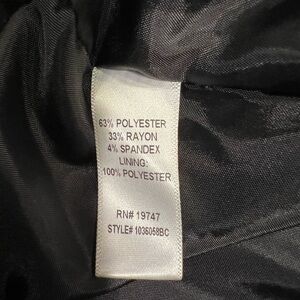 63% POLYESTER
33% RAYON
4% SPANDEX
LINING:
100% POLYESTER
RN# 19747
STYLE# 1036058BC